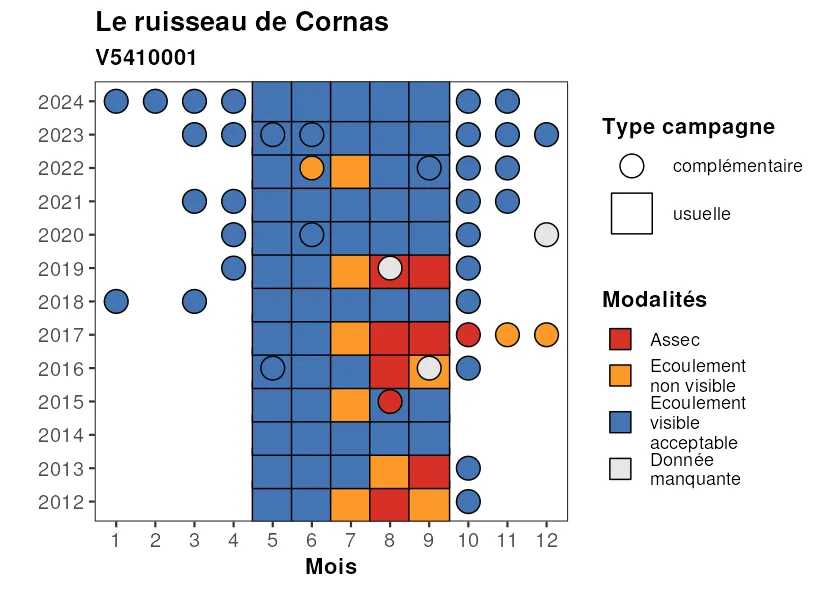 Le ruisseau de Cornas
V5410001
2024
2023
2022
2021
2020
2019
2018
2017
2016
2015
2014
2013
2012
1 2 3 4 5 6 7 8 9 10 11 12
Mois
Type campagne
complémentaire
usuelle
Modalités
Assec
Ecoulement
non visible
Ecoulement
visible
acceptable
Donnée
manquante